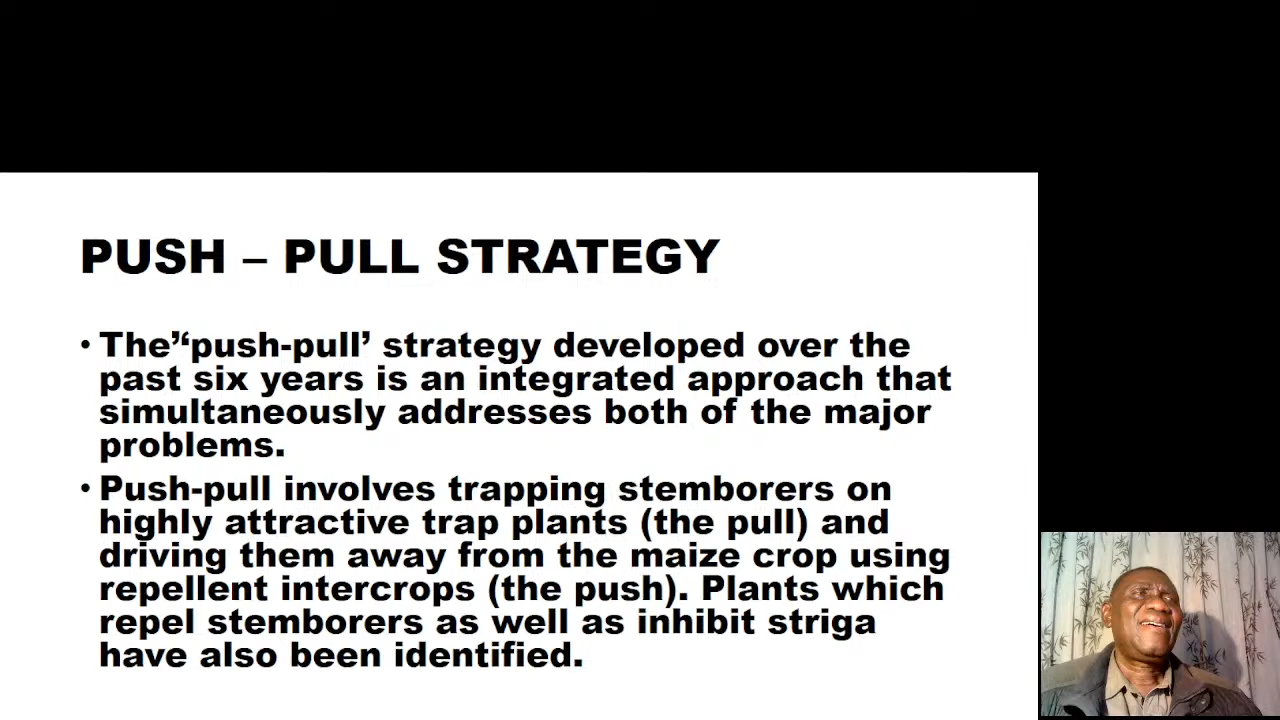 PUSH – PULL STRATEGY
• The’‘push-pull’ strategy developed over the
past six years is an integrated approach that
simultaneously addresses both of the major
problems.
• Push-pull involves trapping stemborers on
highly attractive trap plants (the pull) and
driving them away from the maize crop using
repellent intercrops (the push). Plants which
repel stemborers as well as inhibit striga
have also been identified.